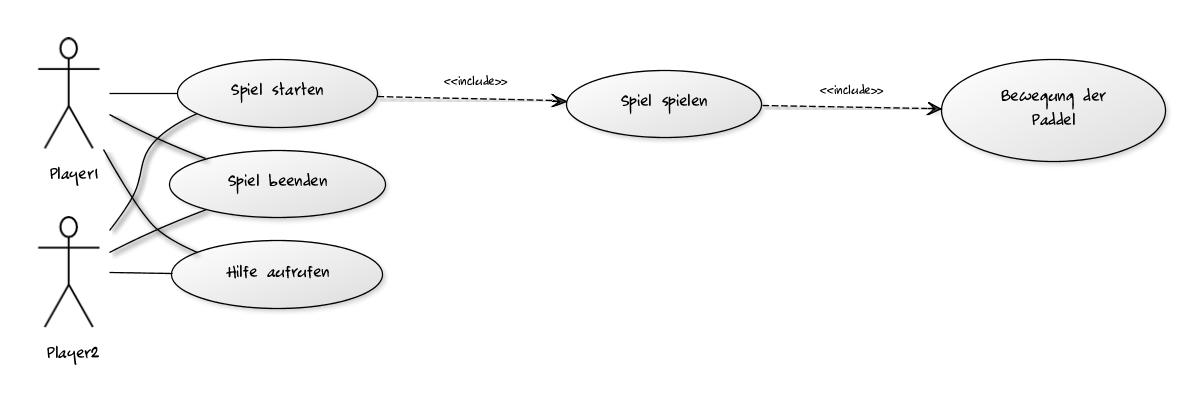 Player1
Spiel starten
<<include>>
Spiel spielen
<<include>>
Bewegung der
Paddel
Spiel beenden
Player2
Hilfe aufrufen